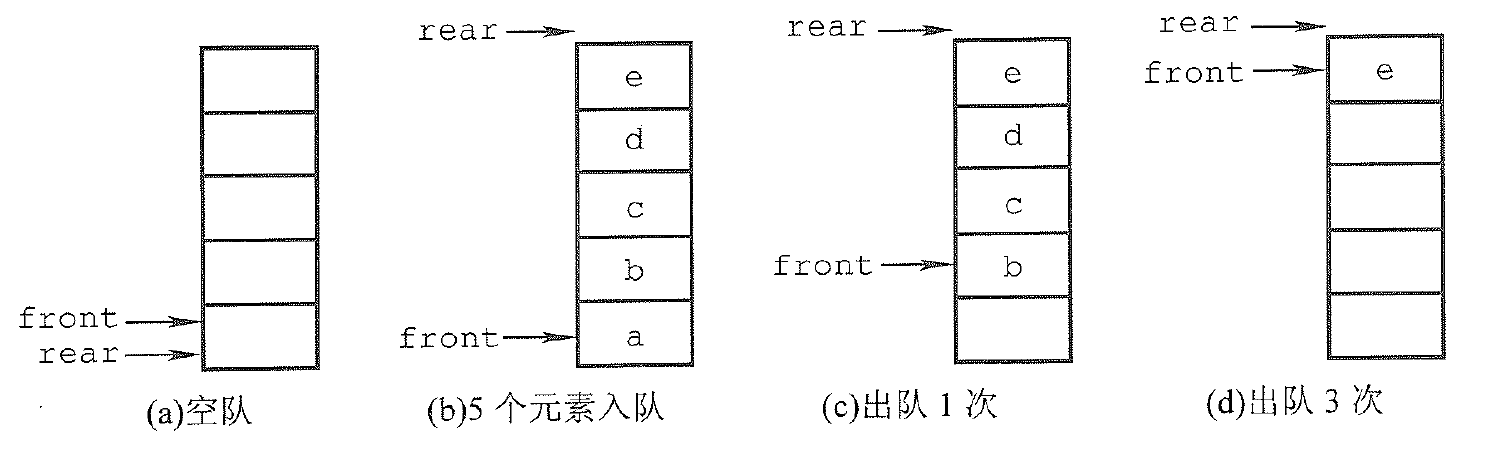 rear
e
d
c
b
front
a
rear
e
d
c
front
b
rear
front
e
front
rear
(a)空队
(b)5 个元素入队
(c)出队 1 次
(d)出队 3 次